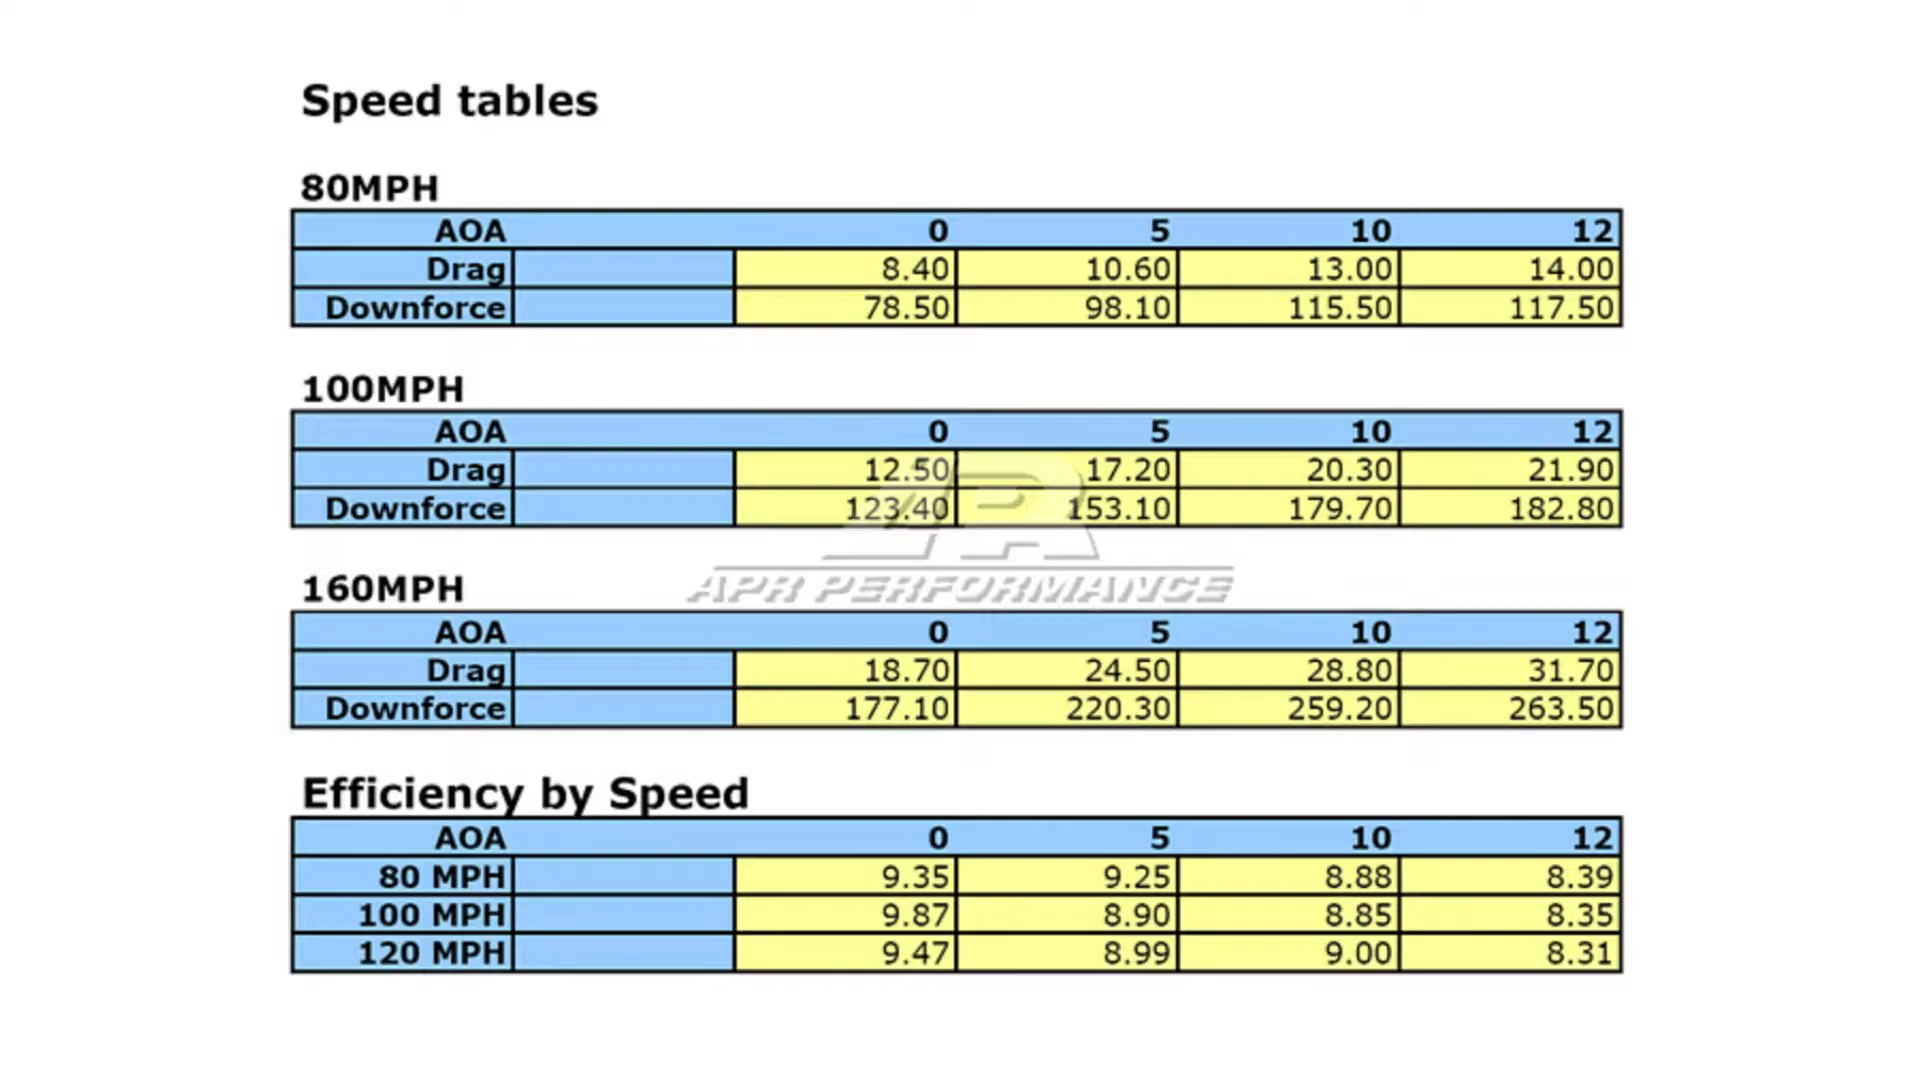 Speed tables
80MPH
AOA 0 5 10 12
Drag 8.40 10.60 13.00 14.00
Downforce 78.50 98.10 115.50 117.50
100MPH
AOA 0 5 10 12
Drag 12.50 17.20 20.30 21.90
Downforce 123.40 153.10 179.70 182.80
APR PERFORMANCE
160MPH
AOA 0 5 10 12
Drag 18.70 24.50 28.80 31.70
Downforce 177.10 220.30 259.20 263.50
Efficiency by Speed
AOA 0 5 10 12
80 MPH 9.35 9.25 8.88 8.39
100 MPH 9.87 8.90 8.85 8.35
120 MPH 9.47 8.99 9.00 8.31